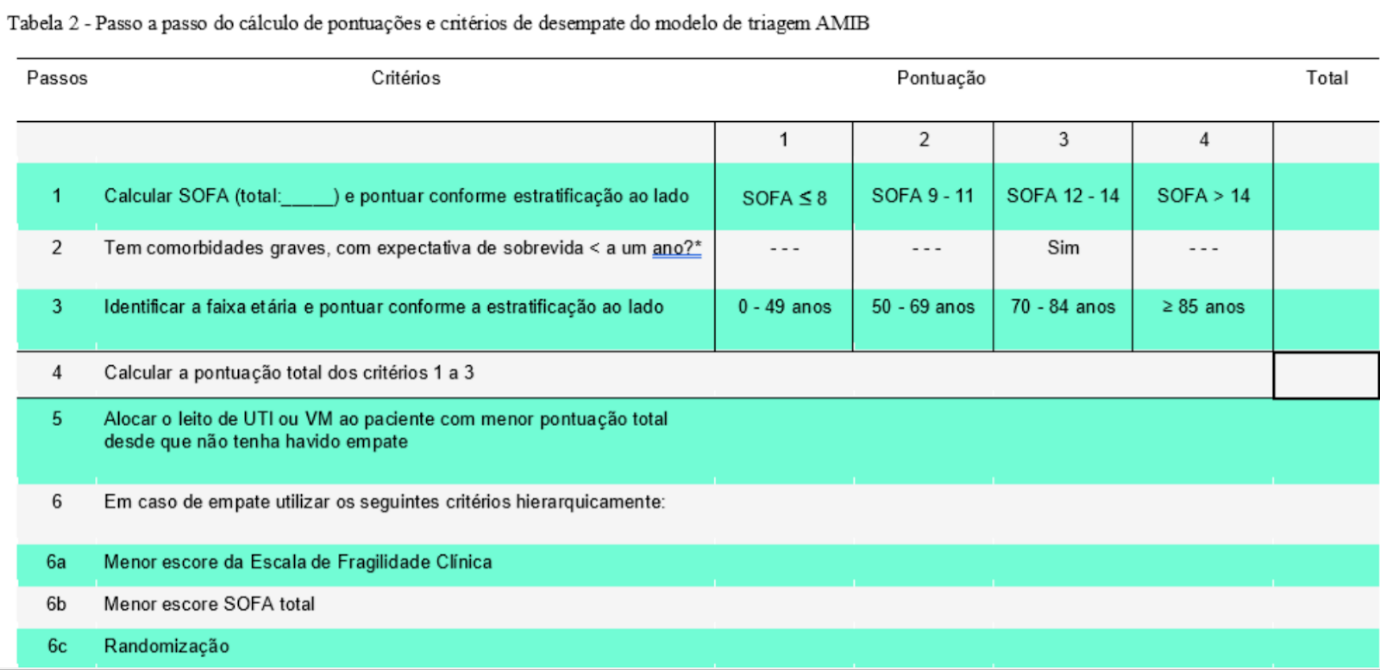 Tabela 2 - Passo a passo do cálculo de pontuações e critérios de desempate do modelo de triagem AMIB
Passos Critérios Pontuação Total
1 2 3 4
1 Calcular SOFA (total:_____) e pontuar conforme estratificação ao lado SOFA ≤ 8 SOFA 9 - 11 SOFA 12 - 14 SOFA > 14
2 Tem comorbidades graves, com expectativa de sobrevida < a um ano?* - - - - - - Sim - - -
3 Identificar a faixa etária e pontuar conforme a estratificação ao lado 0 - 49 anos 50 - 69 anos 70 - 84 anos ≥ 85 anos
4 Calcular a pontuação total dos critérios 1 a 3
5 Alocar o leito de UTI ou VM ao paciente com menor pontuação total
desde que não tenha havido empate
6 Em caso de empate utilizar os seguintes critérios hierarquicamente:
6a Menor escore da Escala de Fragilidade Clínica
6b Menor escore SOFA total
6c Randomização